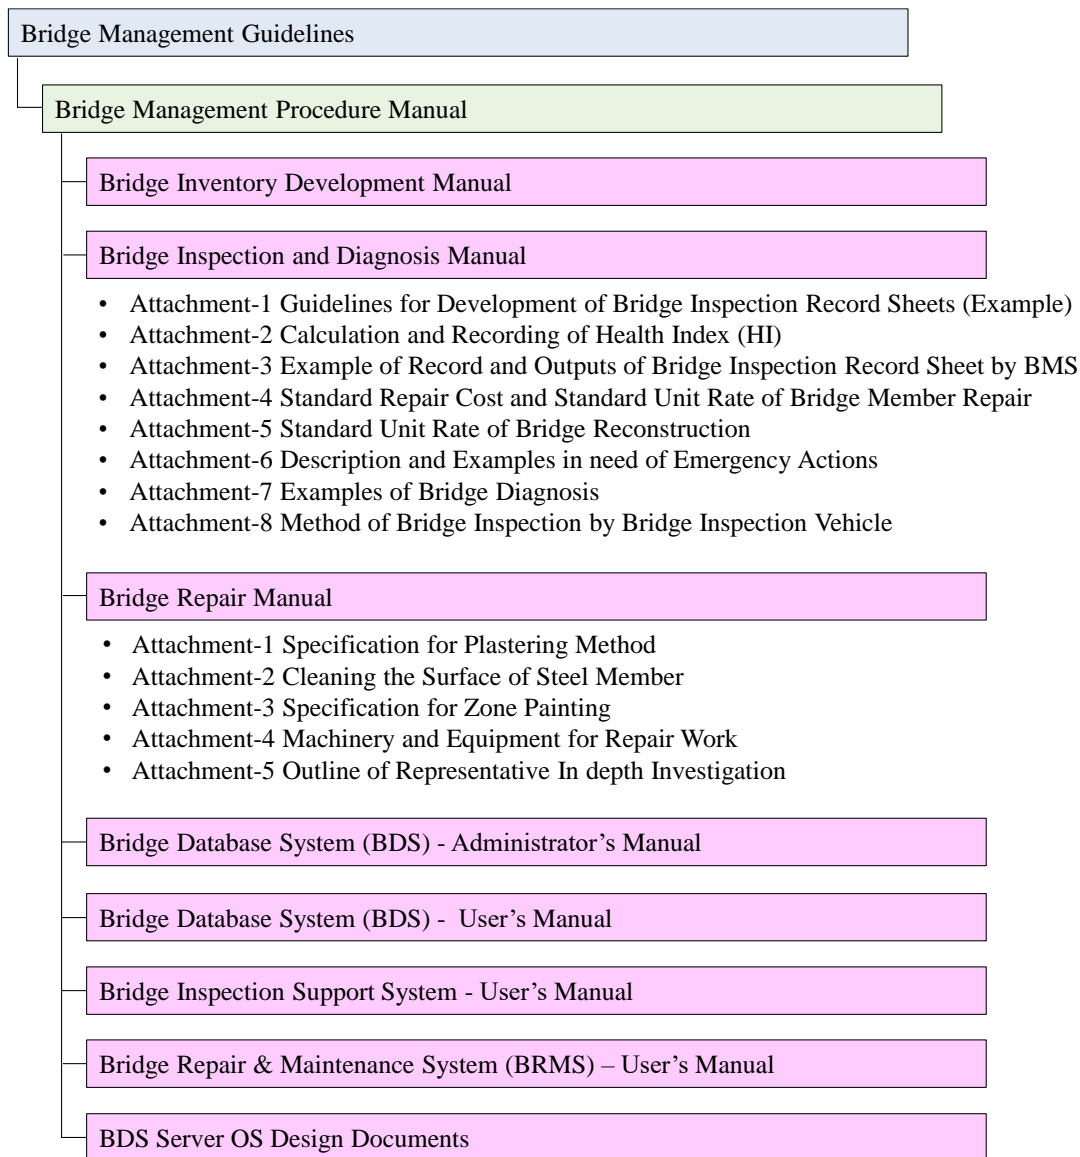 Bridge Management Guidelines
Bridge Management Procedure Manual
Bridge Inventory Development Manual
Bridge Inspection and Diagnosis Manual
• Attachment-1 Guidelines for Development of Bridge Inspection Record Sheets (Example)
• Attachment-2 Calculation and Recording of Health Index (HI)
• Attachment-3 Example of Record and Outputs of Bridge Inspection Record Sheet by BMS
• Attachment-4 Standard Repair Cost and Standard Unit Rate of Bridge Member Repair
• Attachment-5 Standard Unit Rate of Bridge Reconstruction
• Attachment-6 Description and Examples in need of Emergency Actions
• Attachment-7 Examples of Bridge Diagnosis
• Attachment-8 Method of Bridge Inspection by Bridge Inspection Vehicle
Bridge Repair Manual
• Attachment-1 Specification for Plastering Method
• Attachment-2 Cleaning the Surface of Steel Member
• Attachment-3 Specification for Zone Painting
• Attachment-4 Machinery and Equipment for Repair Work
• Attachment-5 Outline of Representative In depth Investigation
Bridge Database System (BDS) - Administrator’s Manual
Bridge Database System (BDS) - User’s Manual
Bridge Inspection Support System - User’s Manual
Bridge Repair & Maintenance System (BRMS) – User’s Manual
BDS Server OS Design Documents